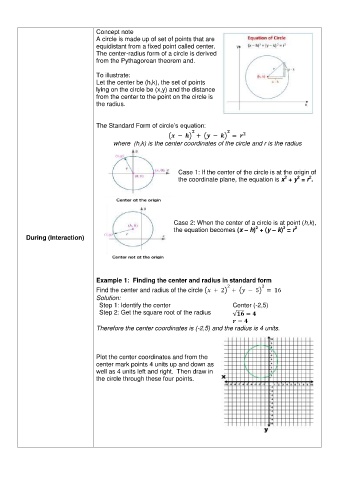 Concept note
A circle is made up of set of points that are
equidistant from a fixed point called center.
The center-radius form of a circle is derived
from the Pythagorean theorem and.
To illustrate:
Let the center be (h,k), the set of points
lying on the circle be (x,y) and the distance
from the center to the point on the circle is
the radius.
Equation of Circle
(x - h)² + (y - k)² = r²
The Standard Form of circle's equation:
(x − h)² + (y − k)² = r²
where (h,k) is the center coordinates of the circle and r is the radius
Case 1: If the center of the circle is at the origin of
the coordinate plane, the equation is x² + y² = r².
Center at the origin
Case 2: When the center of a circle is at point (h,k),
the equation becomes (x – h)² + (y – k)² = r²
During (Interaction)
Center not at the origin
Example 1: Finding the center and radius in standard form
Find the center and radius of the circle (x + 2)² + (y − 5)² = 16
Solution:
Step 1: Identify the center Center (-2,5)
Step 2: Get the square root of the radius √16 = 4
r = 4
Therefore the center coordinates is (-2,5) and the radius is 4 units.
Plot the center coordinates and from the
center mark points 4 units up and down as
well as 4 units left and right. Then draw in
the circle through these four points.
x
y